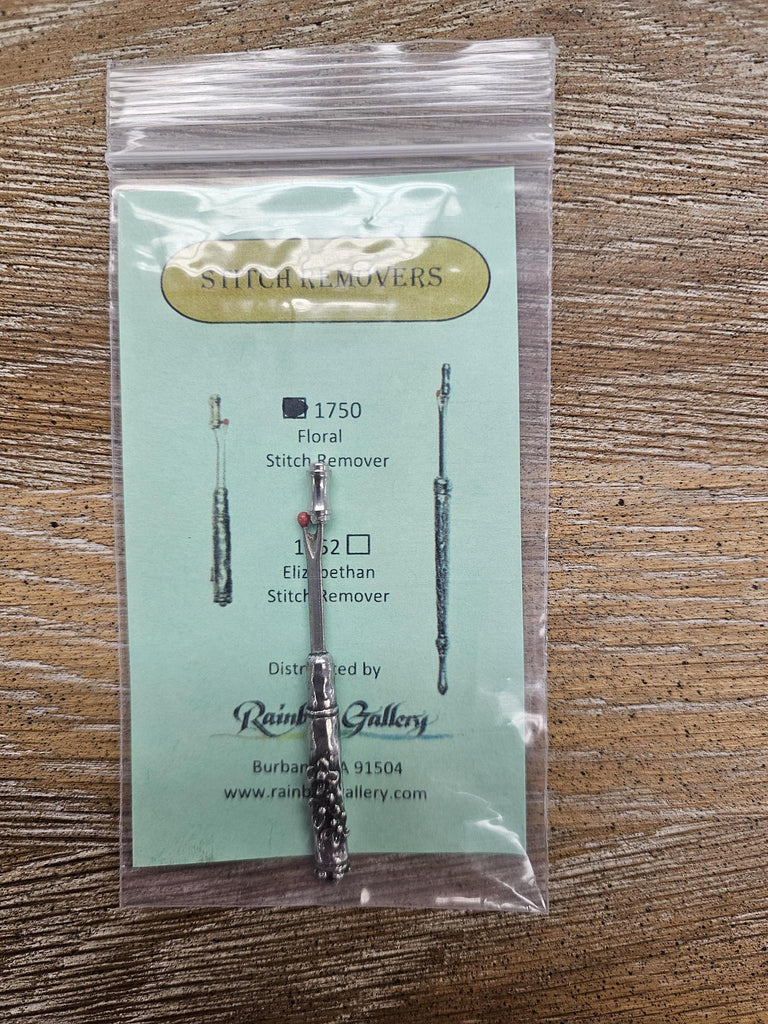 STITCH REMOVERS
1750
Floral
Stitch Remover
Elizabethan
Stitch Remover
Distributed by
Rainbow Gallery
Burbank, CA 91504
www.rainbowgallery.com